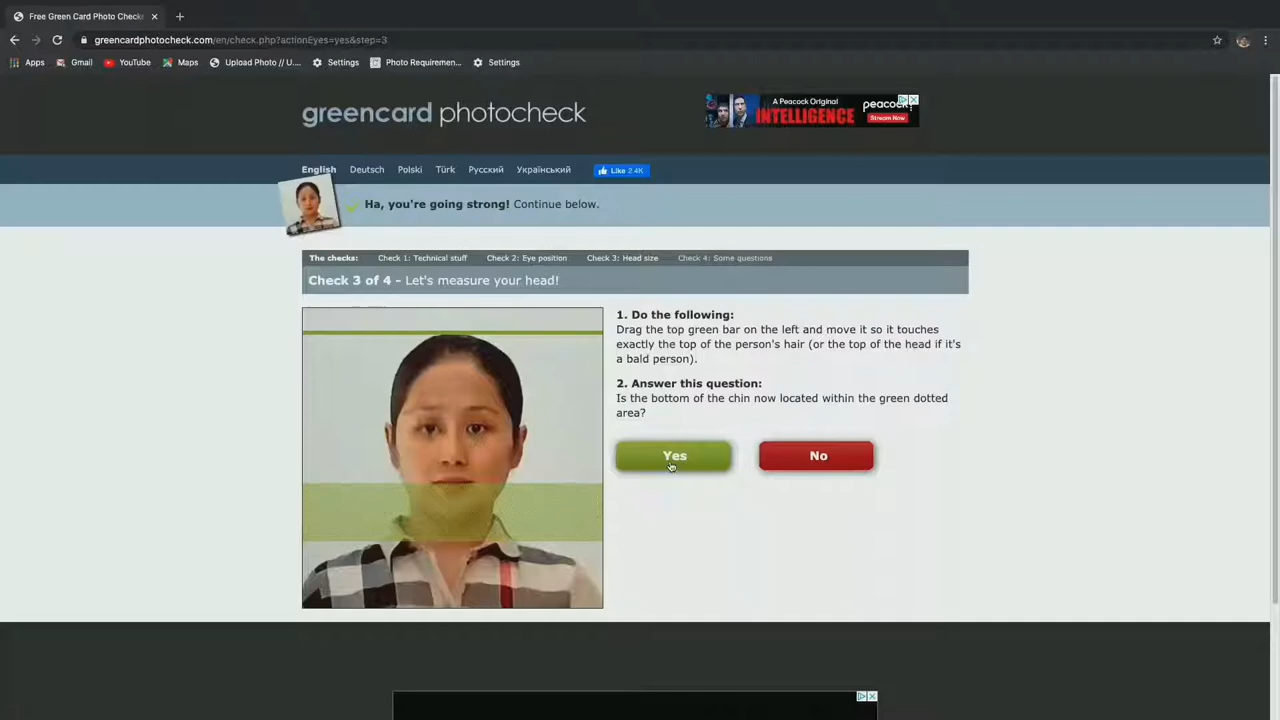 Free Green Card Photo Check
greencardphotocheck.com/en/check.php?actionEyes=yes&step=3
Apps Gmail YouTube Maps Upload Photo // U.... Settings Photo Requiremen... Settings
greencard photocheck
A Peacock Original
INTELLIGENCE
peacock
Stream Now
English Deutsch Polski Türk Русский Український Like 2.4K
Ha, you're going strong! Continue below.
The checks: Check 1: Technical stuff Check 2: Eye position Check 3: Head size Check 4: Some questions
Check 3 of 4 - Let's measure your head!
1. Do the following:
Drag the top green bar on the left and move it so it touches
exactly the top of the person's hair (or the top of the head if it's
a bald person).
2. Answer this question:
Is the bottom of the chin now located within the green dotted
area?
Yes No